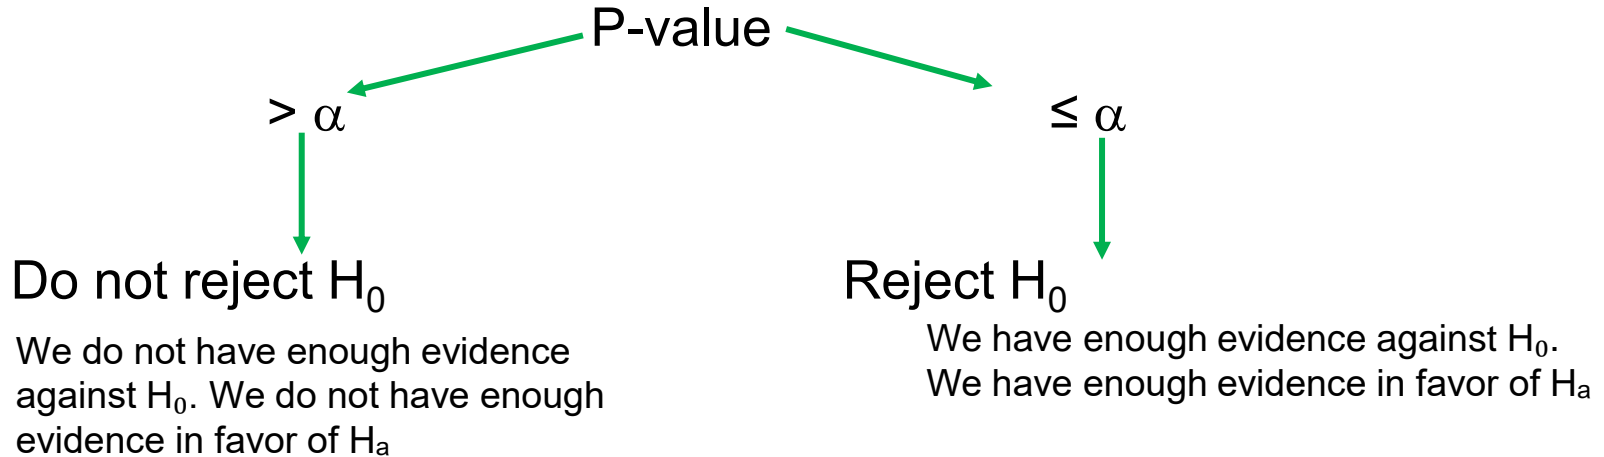 P-value
> α
≤ α
Do not reject H₀
We do not have enough evidence
against H₀. We do not have enough
evidence in favor of Hₐ
Reject H₀
We have enough evidence against H₀.
We have enough evidence in favor of Hₐ